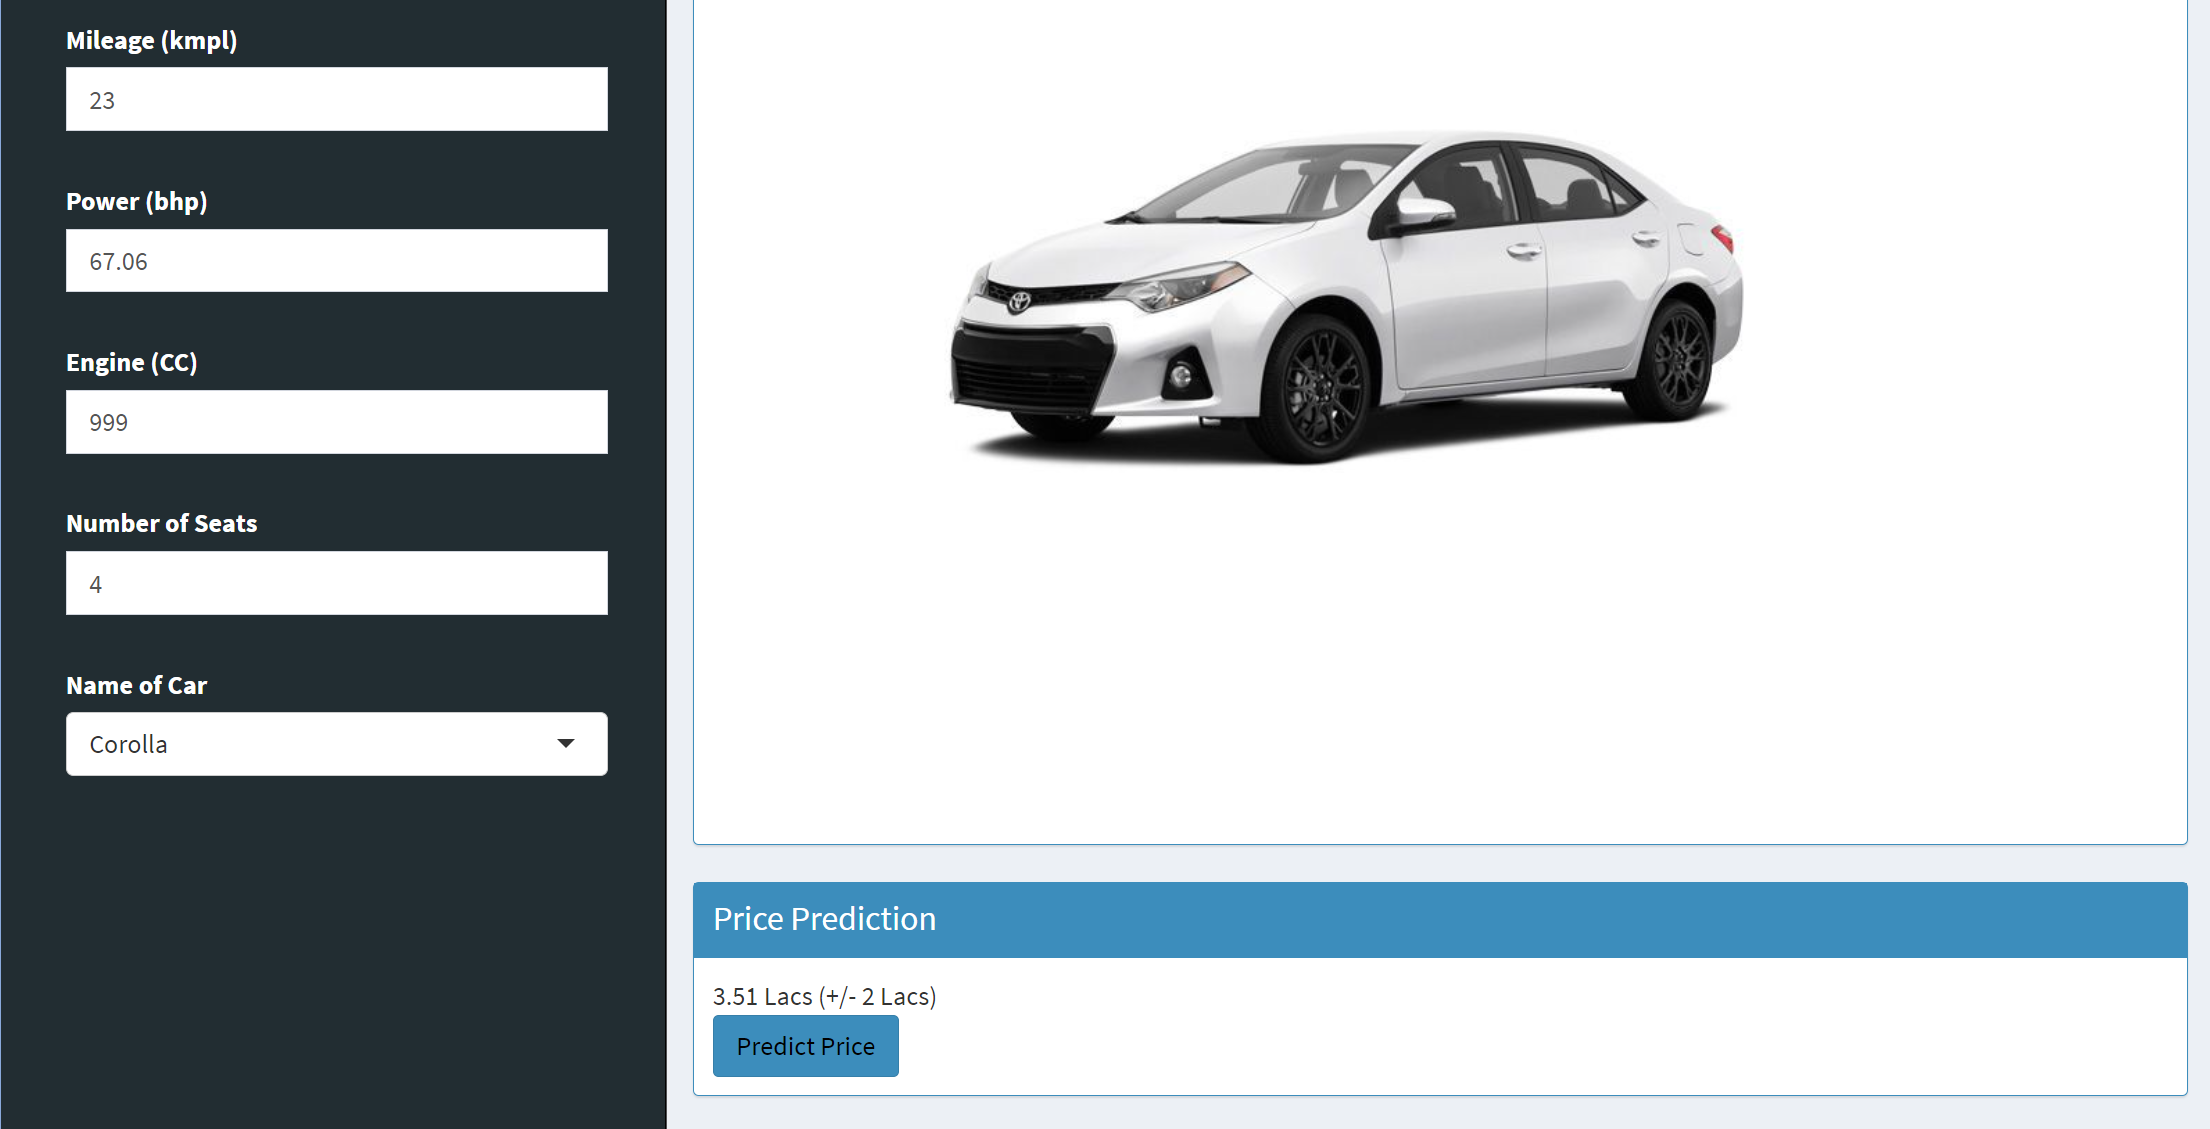 Mileage (kmpl)
23
Power (bhp)
67.06
Engine (CC)
999
Number of Seats
4
Name of Car
Corolla
Price Prediction
3.51 Lacs (+/- 2 Lacs)
Predict Price